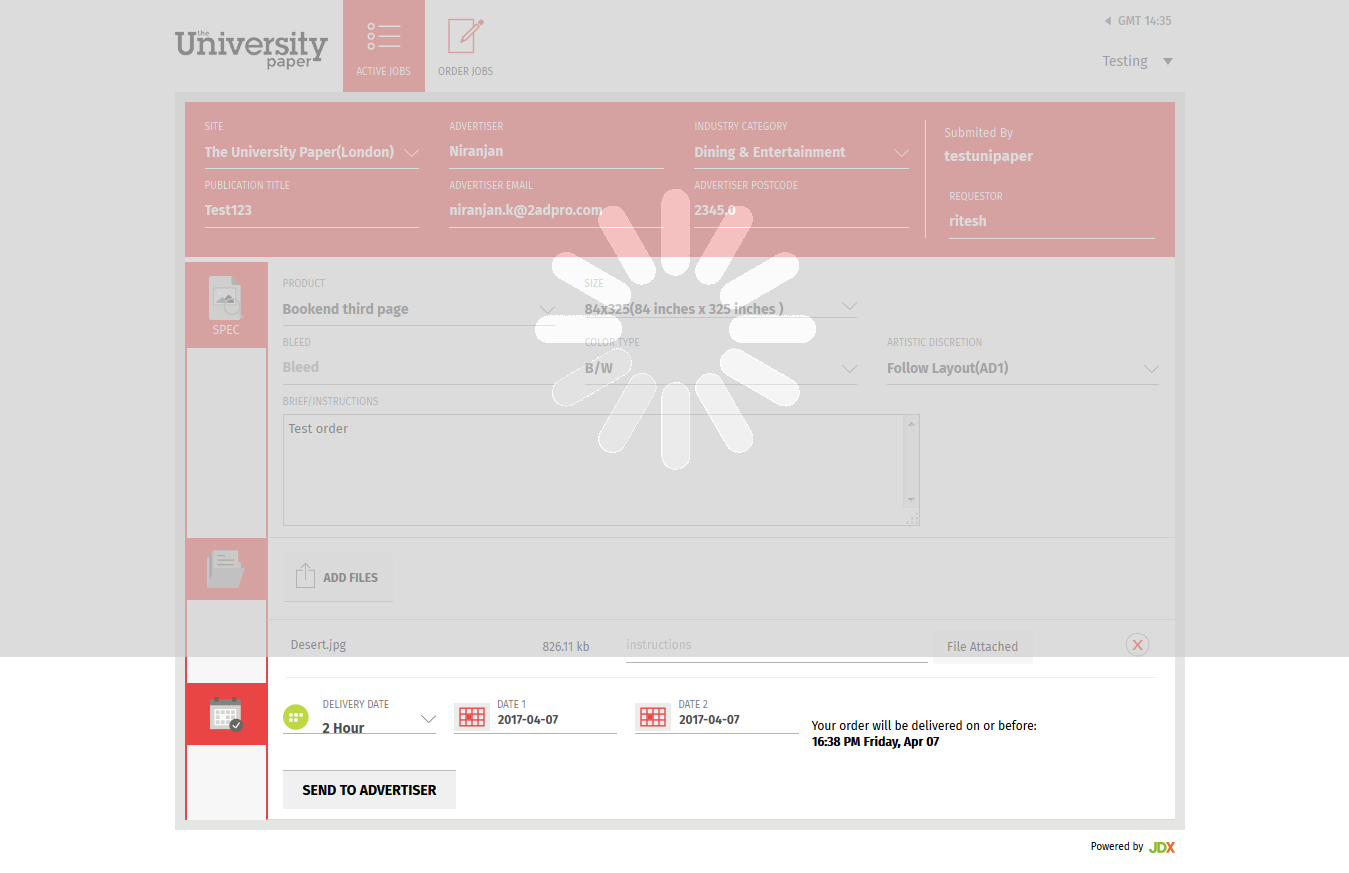 the
University
paper
ACTIVE JOBS
ORDER JOBS
GMT 14:35
Testing
SITE
ADVERTISER
INDUSTRY CATEGORY
Submited By
The University Paper(London)
Niranjan
Dining & Entertainment
testunipaper
PUBLICATION TITLE
ADVERTISER EMAIL
ADVERTISER POSTCODE
REQUESTOR
Test123
niranjan.k@2adpro.com
2345.0
ritesh
SPEC
PRODUCT
SIZE
Bookend third page
84x325(84 inches x 325 inches )
BLEED
COLOR TYPE
ARTISTIC DISCRETION
Bleed
B/W
Follow Layout(AD1)
BRIEF/INSTRUCTIONS
Test order
ADD FILES
Desert.jpg
826.11 kb
instructions
File Attached
X
DELIVERY DATE
DATE 1
DATE 2
2 Hour
2017-04-07
2017-04-07
Your order will be delivered on or before:
16:38 PM Friday, Apr 07
SEND TO ADVERTISER
Powered by JDX